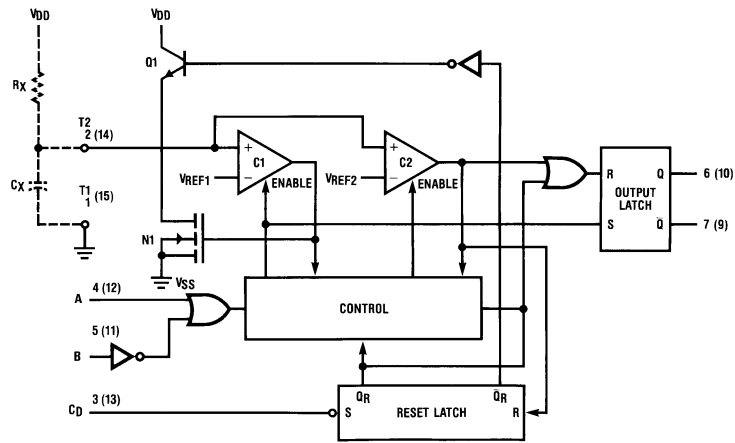 VDD
VDD
Q1
RX
T2
2 (14)
CX
T1
1 (15)
+
C1
−
VREF1
ENABLE
+
C2
−
VREF2
ENABLE
R
Q
OUTPUT
LATCH
S
Q̅
6 (10)
7 (9)
N1
VSS
A
4 (12)
5 (11)
B
CONTROL
3 (13)
CD
QR
Q̅R
S
RESET LATCH
R